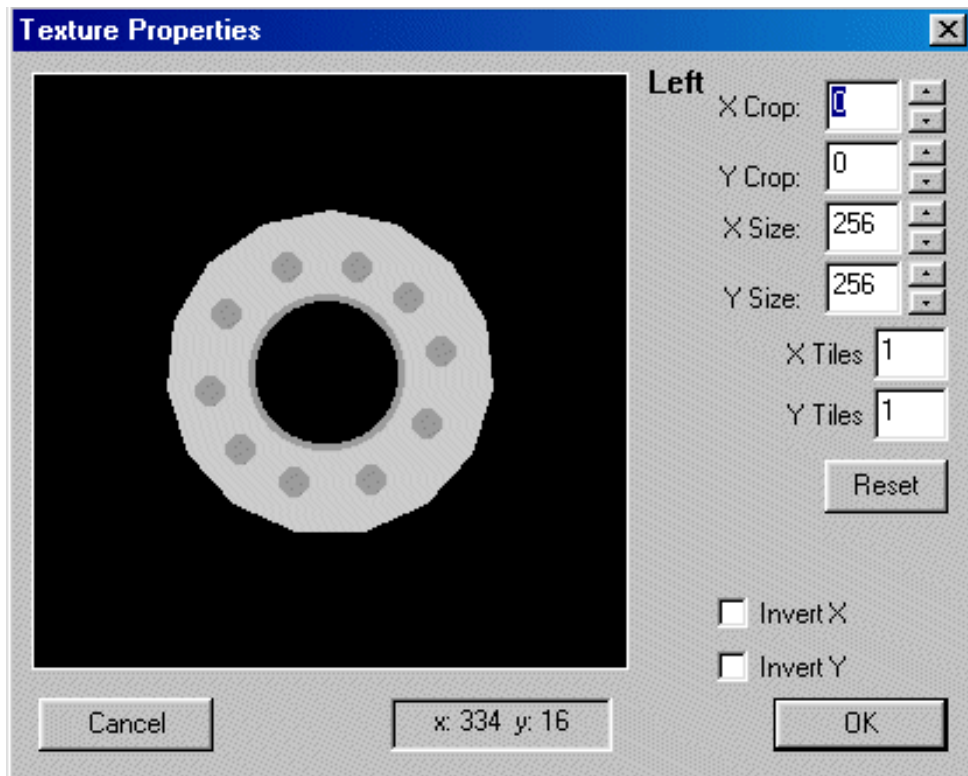 Texture Properties
Left
X Crop: 0
Y Crop: 0
X Size: 256
Y Size: 256
X Tiles 1
Y Tiles 1
Reset
Invert X
Invert Y
Cancel
x: 334 y: 16
OK